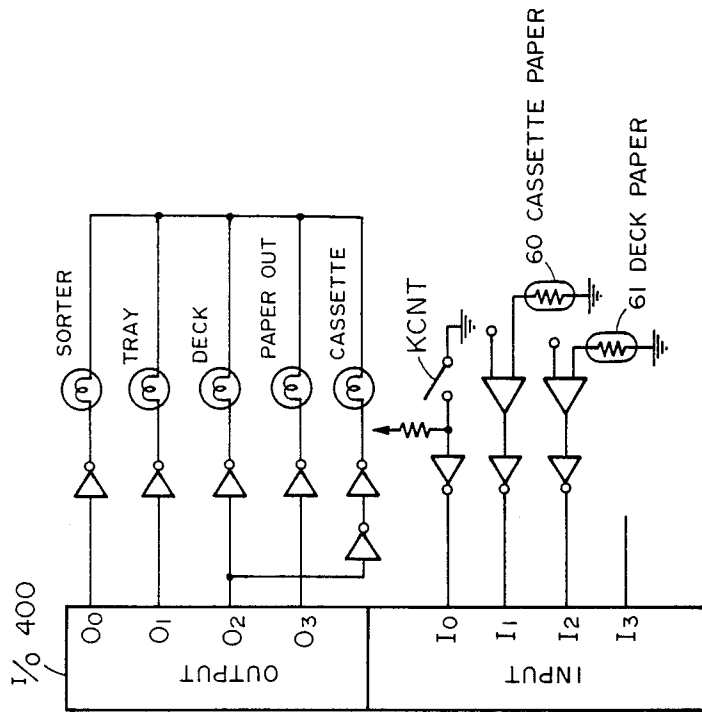 I/O 400
OUTPUT
O0
O1
O2
O3
SORTER
TRAY
DECK
PAPER OUT
CASSETTE
INPUT
I0
I1
I2
I3
KCNT
60 CASSETTE PAPER
61 DECK PAPER